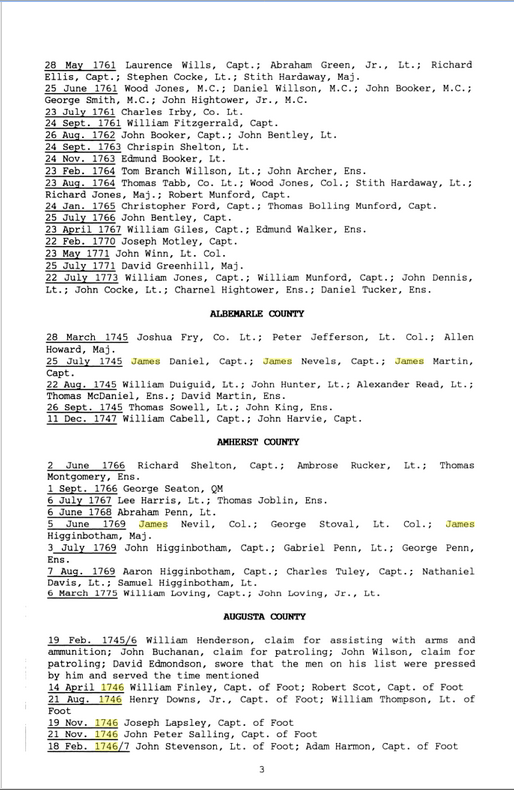 28 May 1761 Laurence Wills, Capt.; Abraham Green, Jr., Lt.; Richard
Ellis, Capt.; Stephen Cocke, Lt.; Stith Hardaway, Maj.
25 June 1761 Wood Jones, M.C.; Daniel Willson, M.C.; John Booker, M.C.;
George Smith, M.C.; John Hightower, Jr., M.C.
23 July 1761 Charles Irby, Co. Lt.
24 Sept. 1761 William Fitzgerrald, Capt.
26 Aug. 1762 John Booker, Capt.; John Bentley, Lt.
24 Sept. 1763 Chrispin Shelton, Lt.
24 Nov. 1763 Edmund Booker, Lt.
23 Feb. 1764 Tom Branch Willson, Lt.; John Archer, Ens.
23 Aug. 1764 Thomas Tabb, Co. Lt.; Wood Jones, Col.; Stith Hardaway, Lt.;
Richard Jones, Maj.; Robert Munford, Capt.
24 Jan. 1765 Christopher Ford, Capt.; Thomas Bolling Munford, Capt.
25 July 1766 John Bentley, Capt.
23 April 1767 William Giles, Capt.; Edmund Walker, Ens.
22 Feb. 1770 Joseph Motley, Capt.
23 May 1771 John Winn, Lt. Col.
25 July 1771 David Greenhill, Maj.
22 July 1773 William Jones, Capt.; William Munford, Capt.; John Dennis,
Lt.; John Cocke, Lt.; Charnel Hightower, Ens.; Daniel Tucker, Ens.
ALBEMARLE COUNTY
28 March 1745 Joshua Fry, Co. Lt.; Peter Jefferson, Lt. Col.; Allen
Howard, Maj.
25 July 1745 James Daniel, Capt.; James Nevels, Capt.; James Martin,
Capt.
22 Aug. 1745 William Duiguid, Lt.; John Hunter, Lt.; Alexander Read, Lt.;
Thomas McDaniel, Ens.; David Martin, Ens.
26 Sept. 1745 Thomas Sowell, Lt.; John King, Ens.
11 Dec. 1747 William Cabell, Capt.; John Harvie, Capt.
AMHERST COUNTY
2 June 1766 Richard Shelton, Capt.; Ambrose Rucker, Lt.; Thomas
Montgomery, Ens.
1 Sept. 1766 George Seaton, QM
6 July 1767 Lee Harris, Lt.; Thomas Joblin, Ens.
6 June 1768 Abraham Penn, Lt.
5 June 1769 James Nevil, Col.; George Stoval, Lt. Col.; James
Higginbotham, Maj.
3 July 1769 John Higginbotham, Capt.; Gabriel Penn, Lt.; George Penn,
Ens.
7 Aug. 1769 Aaron Higginbotham, Capt.; Charles Tuley, Capt.; Nathaniel
Davis, Lt.; Samuel Higginbotham, Lt.
6 March 1775 William Loving, Capt.; John Loving, Jr., Lt.
AUGUSTA COUNTY
19 Feb. 1745/6 William Henderson, claim for assisting with arms and
ammunition; John Buchanan, claim for patroling; John Wilson, claim for
patroling; David Edmondson, swore that the men on his list were pressed
by him and served the time mentioned
14 April 1746 William Finley, Capt. of Foot; Robert Scot, Capt. of Foot
21 Aug. 1746 Henry Downs, Jr., Capt. of Foot; William Thompson, Lt. of
Foot
19 Nov. 1746 Joseph Lapsley, Capt. of Foot
21 Nov. 1746 John Peter Salling, Capt. of Foot
18 Feb. 1746/7 John Stevenson, Lt. of Foot; Adam Harmon, Capt. of Foot
3